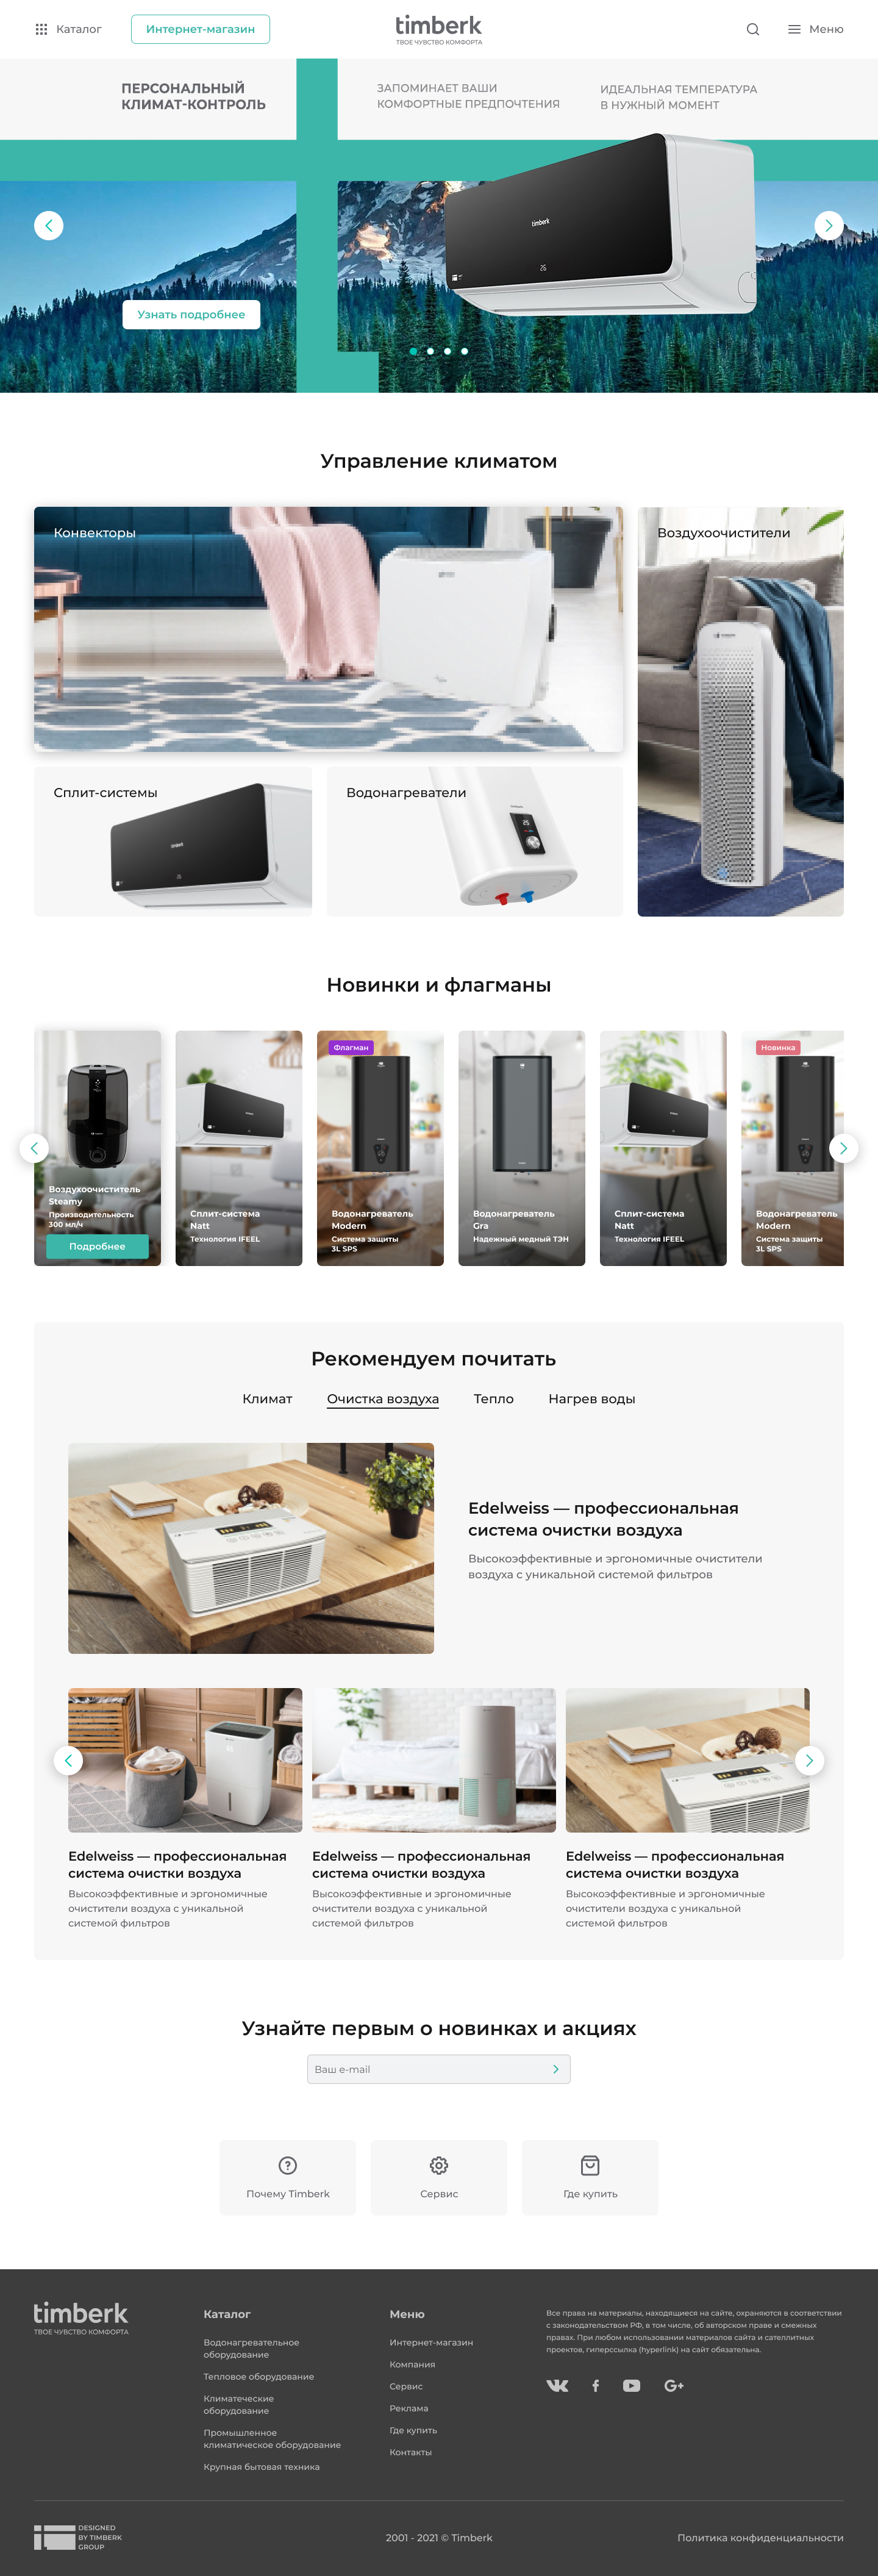 Каталог
Интернет-магазин
timberk
ТВОЕ ЧУВСТВО КОМФОРТА
Меню
ПЕРСОНАЛЬНЫЙ
КЛИМАТ-КОНТРОЛЬ
ЗАПОМИНАЕТ ВАШИ
КОМФОРТНЫЕ ПРЕДПОЧТЕНИЯ
ИДЕАЛЬНАЯ ТЕМПЕРАТУРА
В НУЖНЫЙ МОМЕНТ
timberk
26
Узнать подробнее
Управление климатом
Конвекторы
Воздухоочистители
Сплит-системы
timberk
Водонагреватели
Новинки и флагманы
Воздухоочиститель
Steamy
Производительность
300 мл/ч
Подробнее
Сплит-система
Natt
Технология IFEEL
Флагман
Водонагреватель
Modern
Система защиты
3L SPS
Водонагреватель
Gra
Надежный медный ТЭН
Сплит-система
Natt
Технология IFEEL
Новинка
Водонагреватель
Modern
Система защиты
3L SPS
Рекомендуем почитать
Климат
Очистка воздуха
Тепло
Нагрев воды
Edelweiss — профессиональная
система очистки воздуха
Высокоэффективные и эргономичные очистители
воздуха с уникальной системой фильтров
Edelweiss — профессиональная
система очистки воздуха
Высокоэффективные и эргономичные
очистители воздуха с уникальной
системой фильтров
Edelweiss — профессиональная
система очистки воздуха
Высокоэффективные и эргономичные
очистители воздуха с уникальной
системой фильтров
Edelweiss — профессиональная
система очистки воздуха
Высокоэффективные и эргономичные
очистители воздуха с уникальной
системой фильтров
Узнайте первым о новинках и акциях
Ваш e-mail
Почему Timberk
Сервис
Где купить
timberk
ТВОЕ ЧУВСТВО КОМФОРТА
Каталог
Водонагревательное
оборудование
Тепловое оборудование
Климатеческие
оборудование
Промышленное
климатическое оборудование
Крупная бытовая техника
Меню
Интернет-магазин
Компания
Сервис
Реклама
Где купить
Контакты
Все права на материалы, находящиеся на сайте, охраняются в соответствии
с законодательством РФ, в том числе, об авторском праве и смежных
правах. При любом использовании материалов сайта и сателлитных
проектов, гиперссылка (hyperlink) на сайт обязательна.
DESIGNED
BY TIMBERK
GROUP
2001 - 2021 © Timberk
Политика конфиденциальности